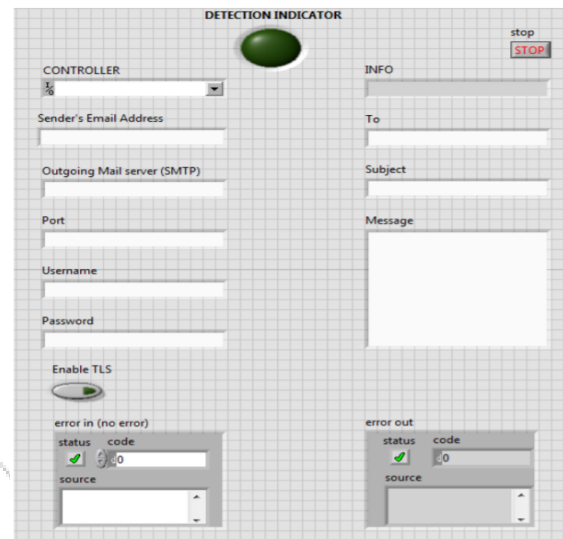 DETECTION INDICATOR
stop
STOP
CONTROLLER
INFO
Sender's Email Address
To
Outgoing Mail server (SMTP)
Subject
Port
Message
Username
Password
Enable TLS
error in (no error)
status code
0
source
error out
status code
0
source